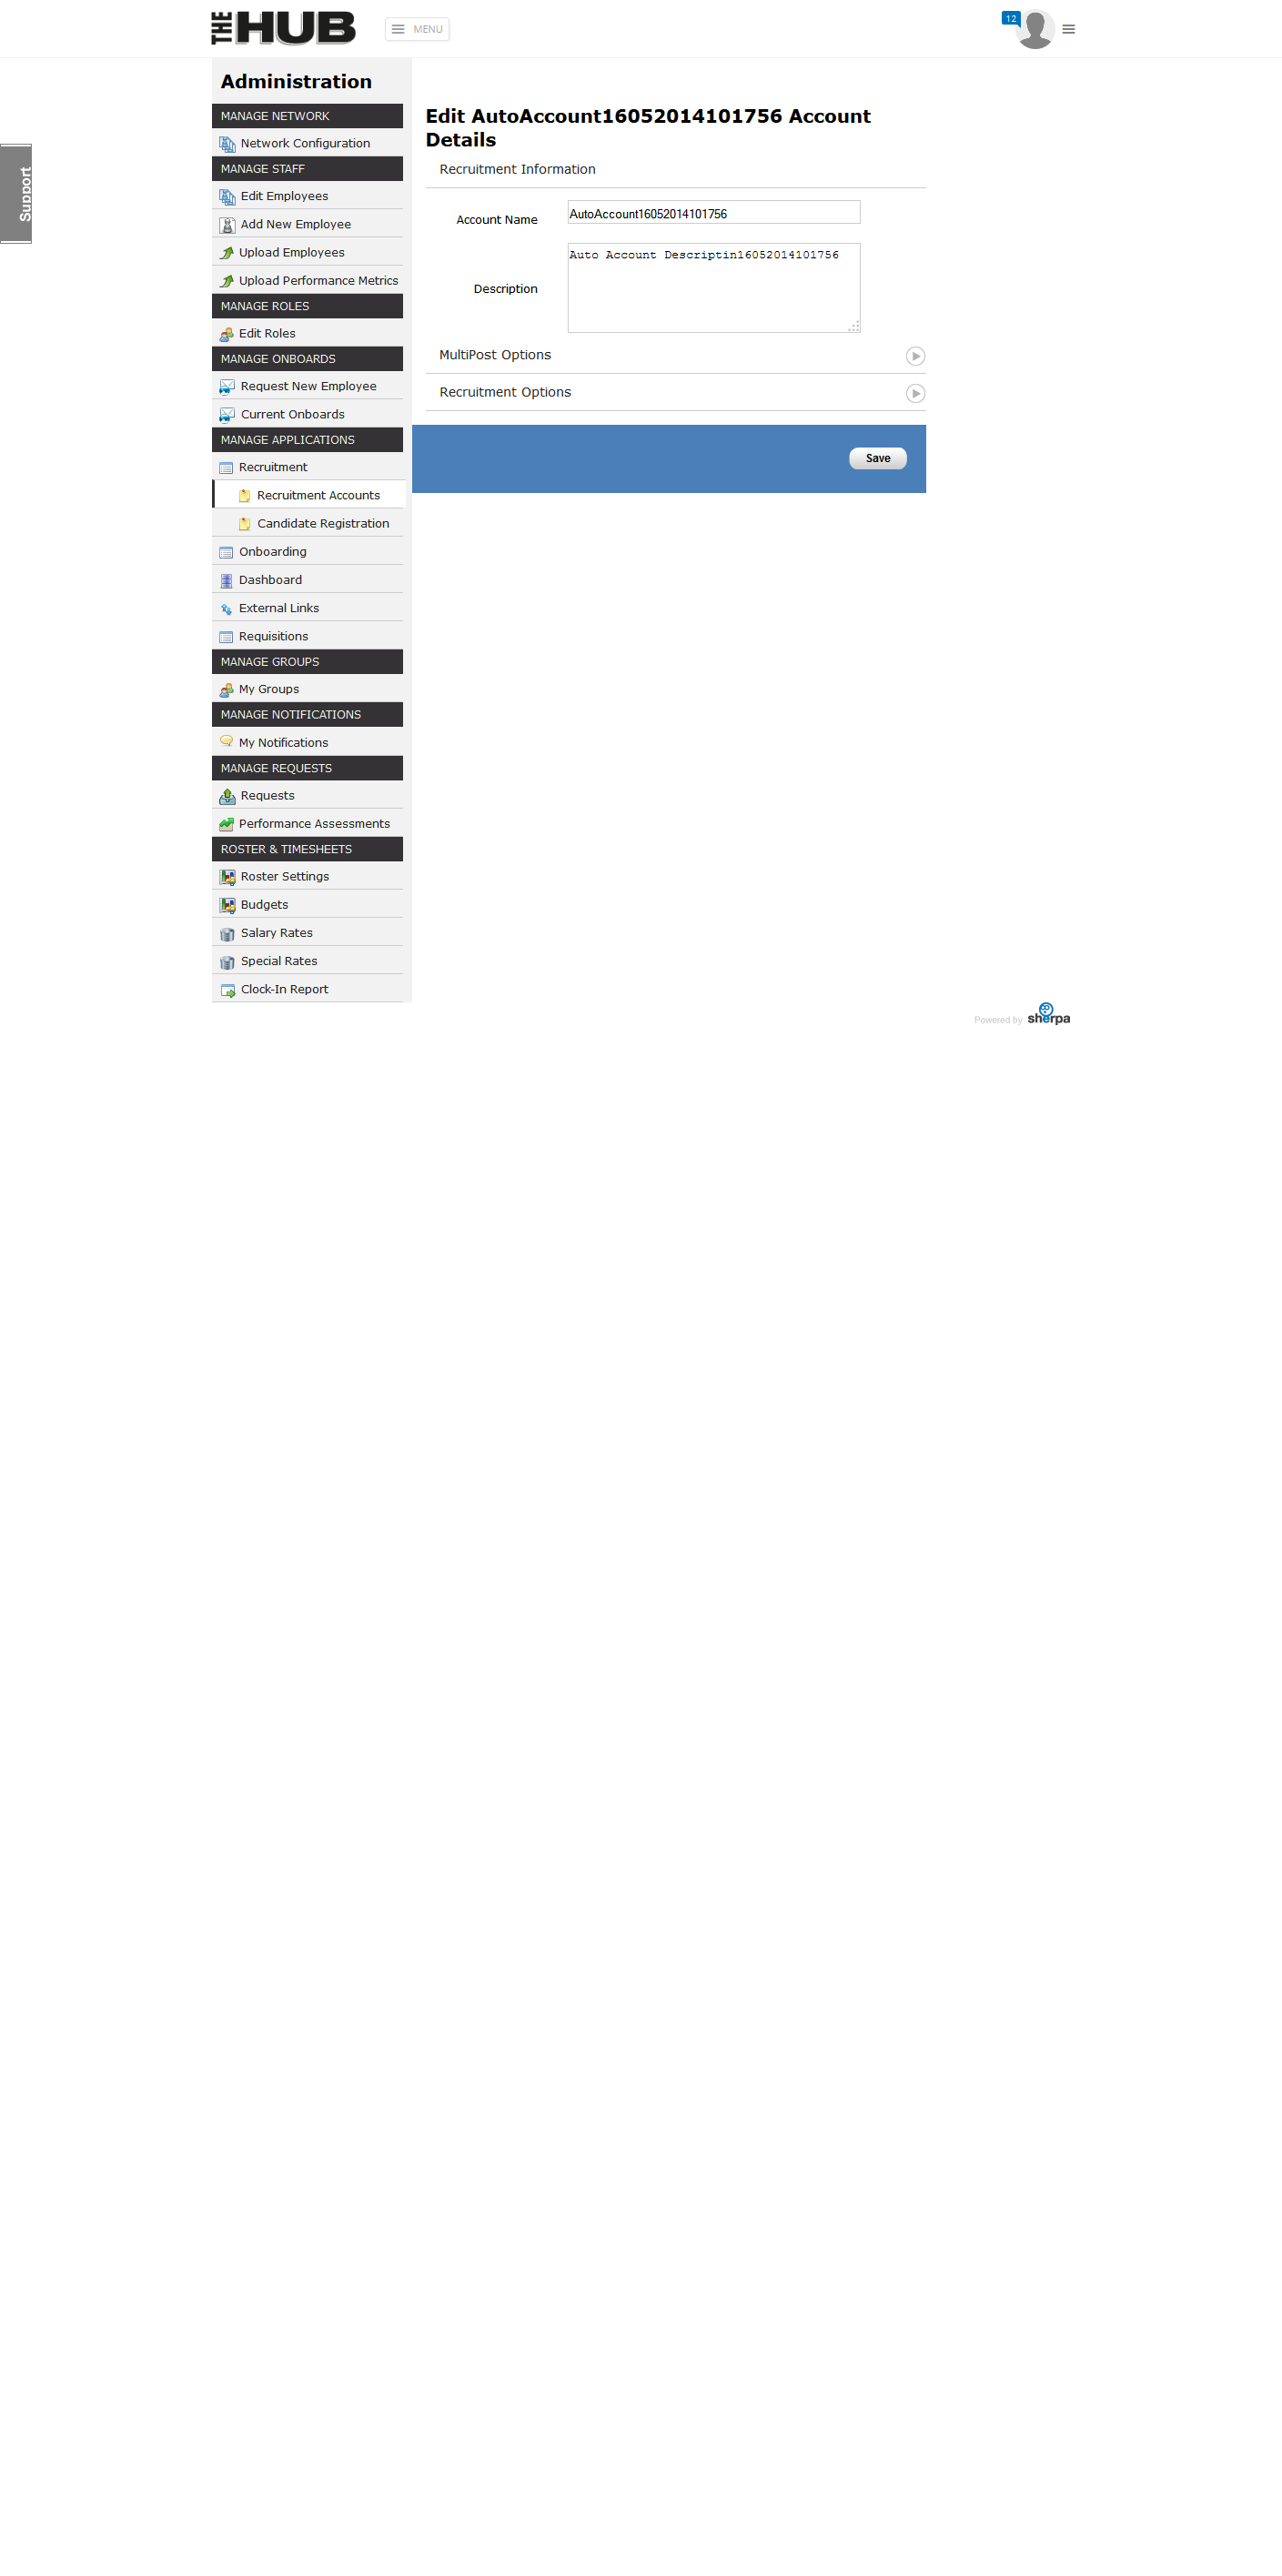 THE HUB
MENU
12
Support
Administration
MANAGE NETWORK
Network Configuration
MANAGE STAFF
Edit Employees
Add New Employee
Upload Employees
Upload Performance Metrics
MANAGE ROLES
Edit Roles
MANAGE ONBOARDS
Request New Employee
Current Onboards
MANAGE APPLICATIONS
Recruitment
Recruitment Accounts
Candidate Registration
Onboarding
Dashboard
External Links
Requisitions
MANAGE GROUPS
My Groups
MANAGE NOTIFICATIONS
My Notifications
MANAGE REQUESTS
Requests
Performance Assessments
ROSTER & TIMESHEETS
Roster Settings
Budgets
Salary Rates
Special Rates
Clock-In Report
Edit AutoAccount16052014101756 Account
Details
Recruitment Information
Account Name
AutoAccount16052014101756
Description
Auto Account Descriptin16052014101756
MultiPost Options
Recruitment Options
Save
Powered by sherpa